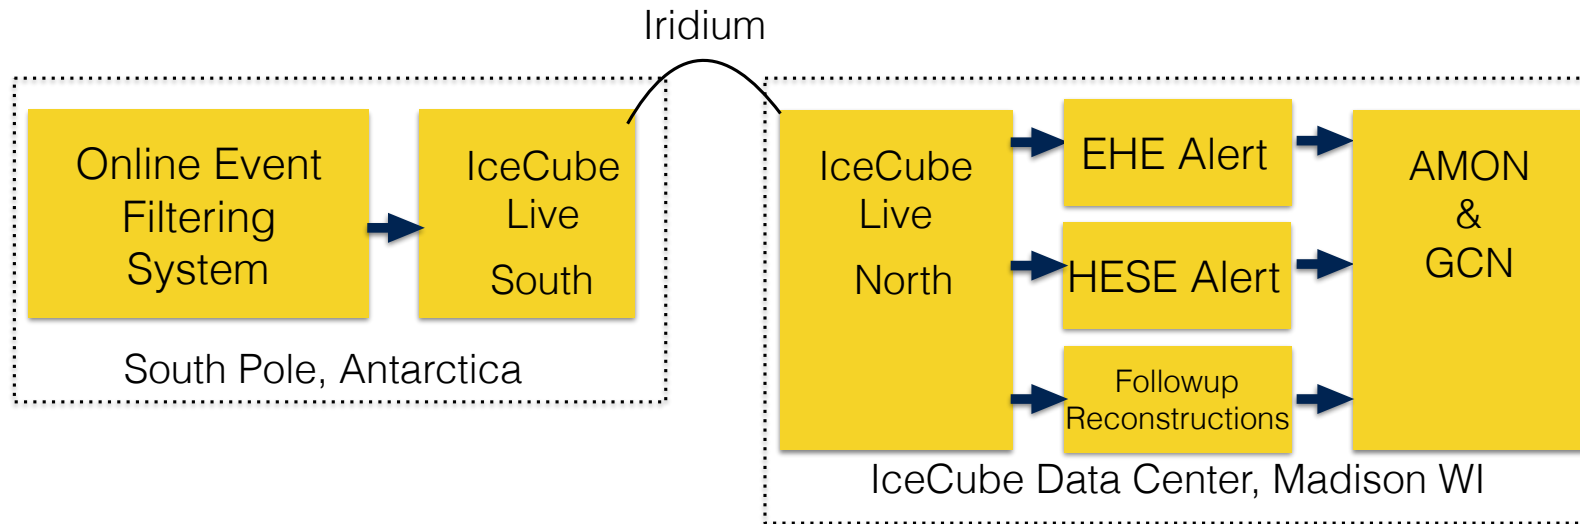 Iridium
Online Event
Filtering
System
IceCube
Live
South
South Pole, Antarctica
IceCube
Live
North
EHE Alert
HESE Alert
Followup
Reconstructions
AMON
&
GCN
IceCube Data Center, Madison WI